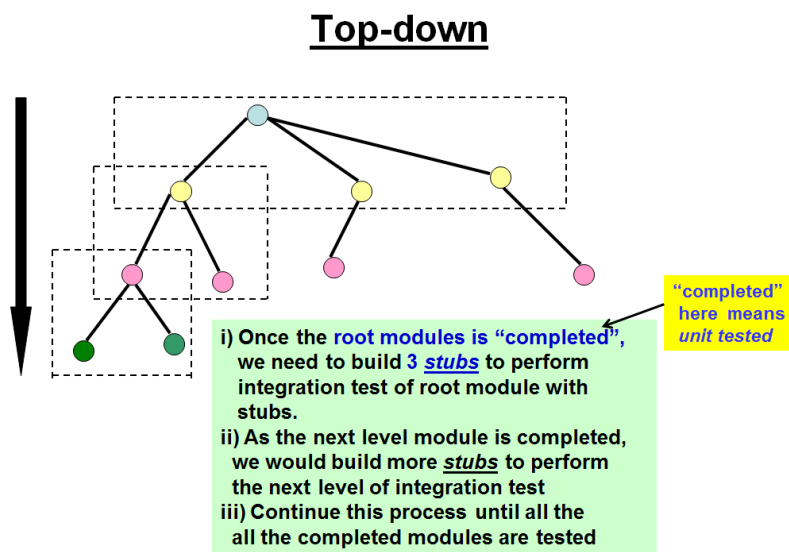 Top-down
“completed”
here means
unit tested
i) Once the root modules is “completed”,
we need to build 3 stubs to perform
integration test of root module with
stubs.
ii) As the next level module is completed,
we would build more stubs to perform
the next level of integration test
iii) Continue this process until all the
all the completed modules are tested